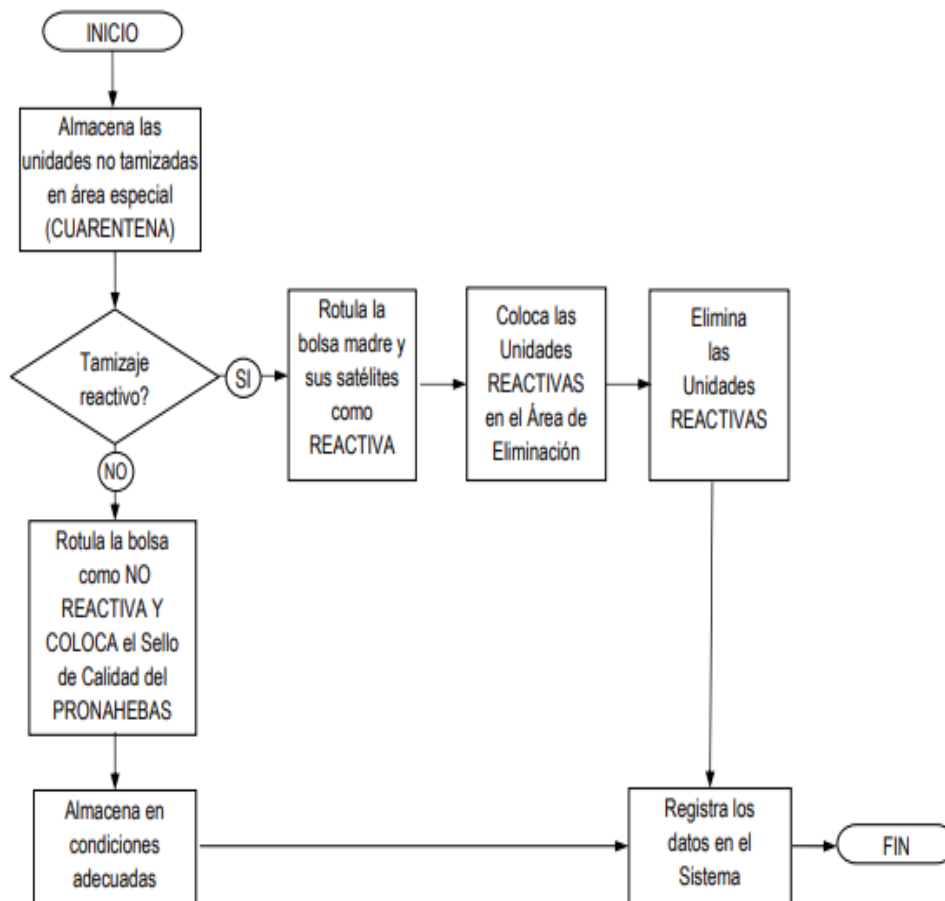 INICIO
Almacena las
unidades no tamizadas
en área especial
(CUARENTENA)
Tamizaje
reactivo?
SI
Rotula la
bolsa madre y
sus satélites
como
REACTIVA
Coloca las
Unidades
REACTIVAS
en el Área de
Eliminación
Elimina
las
Unidades
REACTIVAS
NO
Rotula la bolsa
como NO
REACTIVA Y
COLOCA el Sello
de Calidad del
PRONAHEBAS
Almacena en
condiciones
adecuadas
Registra los
datos en el
Sistema
FIN